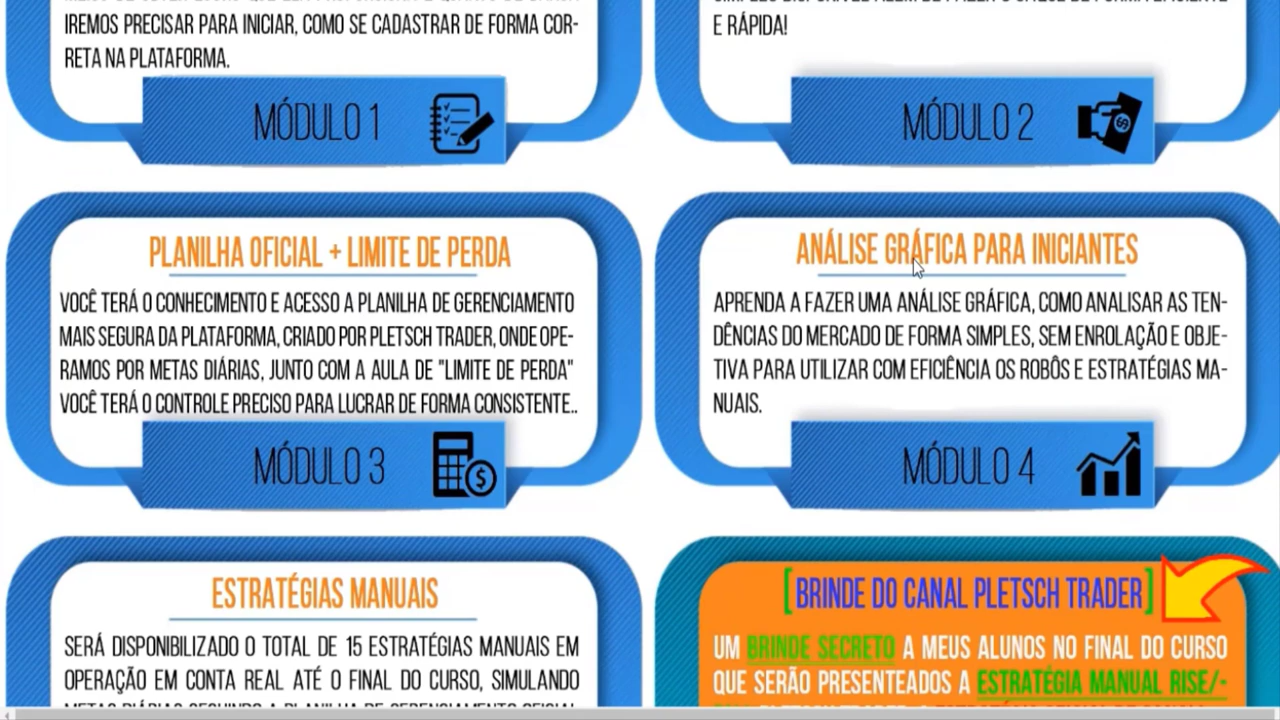 IREMOS PRECISAR PARA INICIAR, COMO SE CADASTRAR DE FORMA COR-
RETA NA PLATAFORMA.
MÓDULO 1
E RÁPIDA!
MÓDULO 2
PLANILHA OFICIAL + LIMITE DE PERDA
VOCÊ TERÁ O CONHECIMENTO E ACESSO A PLANILHA DE GERENCIAMENTO
MAIS SEGURA DA PLATAFORMA, CRIADO POR PLETSCH TRADER, ONDE OPE-
RAMOS POR METAS DIÁRIAS, JUNTO COM A AULA DE "LIMITE DE PERDA"
VOCÊ TERÁ O CONTROLE PRECISO PARA LUCRAR DE FORMA CONSISTENTE..
MÓDULO 3
ANÁLISE GRÁFICA PARA INICIANTES
APRENDA A FAZER UMA ANÁLISE GRÁFICA, COMO ANALISAR AS TEN-
DÊNCIAS DO MERCADO DE FORMA SIMPLES, SEM ENROLAÇÃO E OBJE-
TIVA PARA UTILIZAR COM EFICIÊNCIA OS ROBÔS E ESTRATÉGIAS MA-
NUAIS.
MÓDULO 4
ESTRATÉGIAS MANUAIS
SERÁ DISPONIBILIZADO O TOTAL DE 15 ESTRATÉGIAS MANUAIS EM
OPERAÇÃO EM CONTA REAL ATÉ O FINAL DO CURSO, SIMULANDO
[BRINDE DO CANAL PLETSCH TRADER]
UM BRINDE SECRETO A MEUS ALUNOS NO FINAL DO CURSO
QUE SERÃO PRESENTEADOS A ESTRATÉGIA MANUAL RISE/-